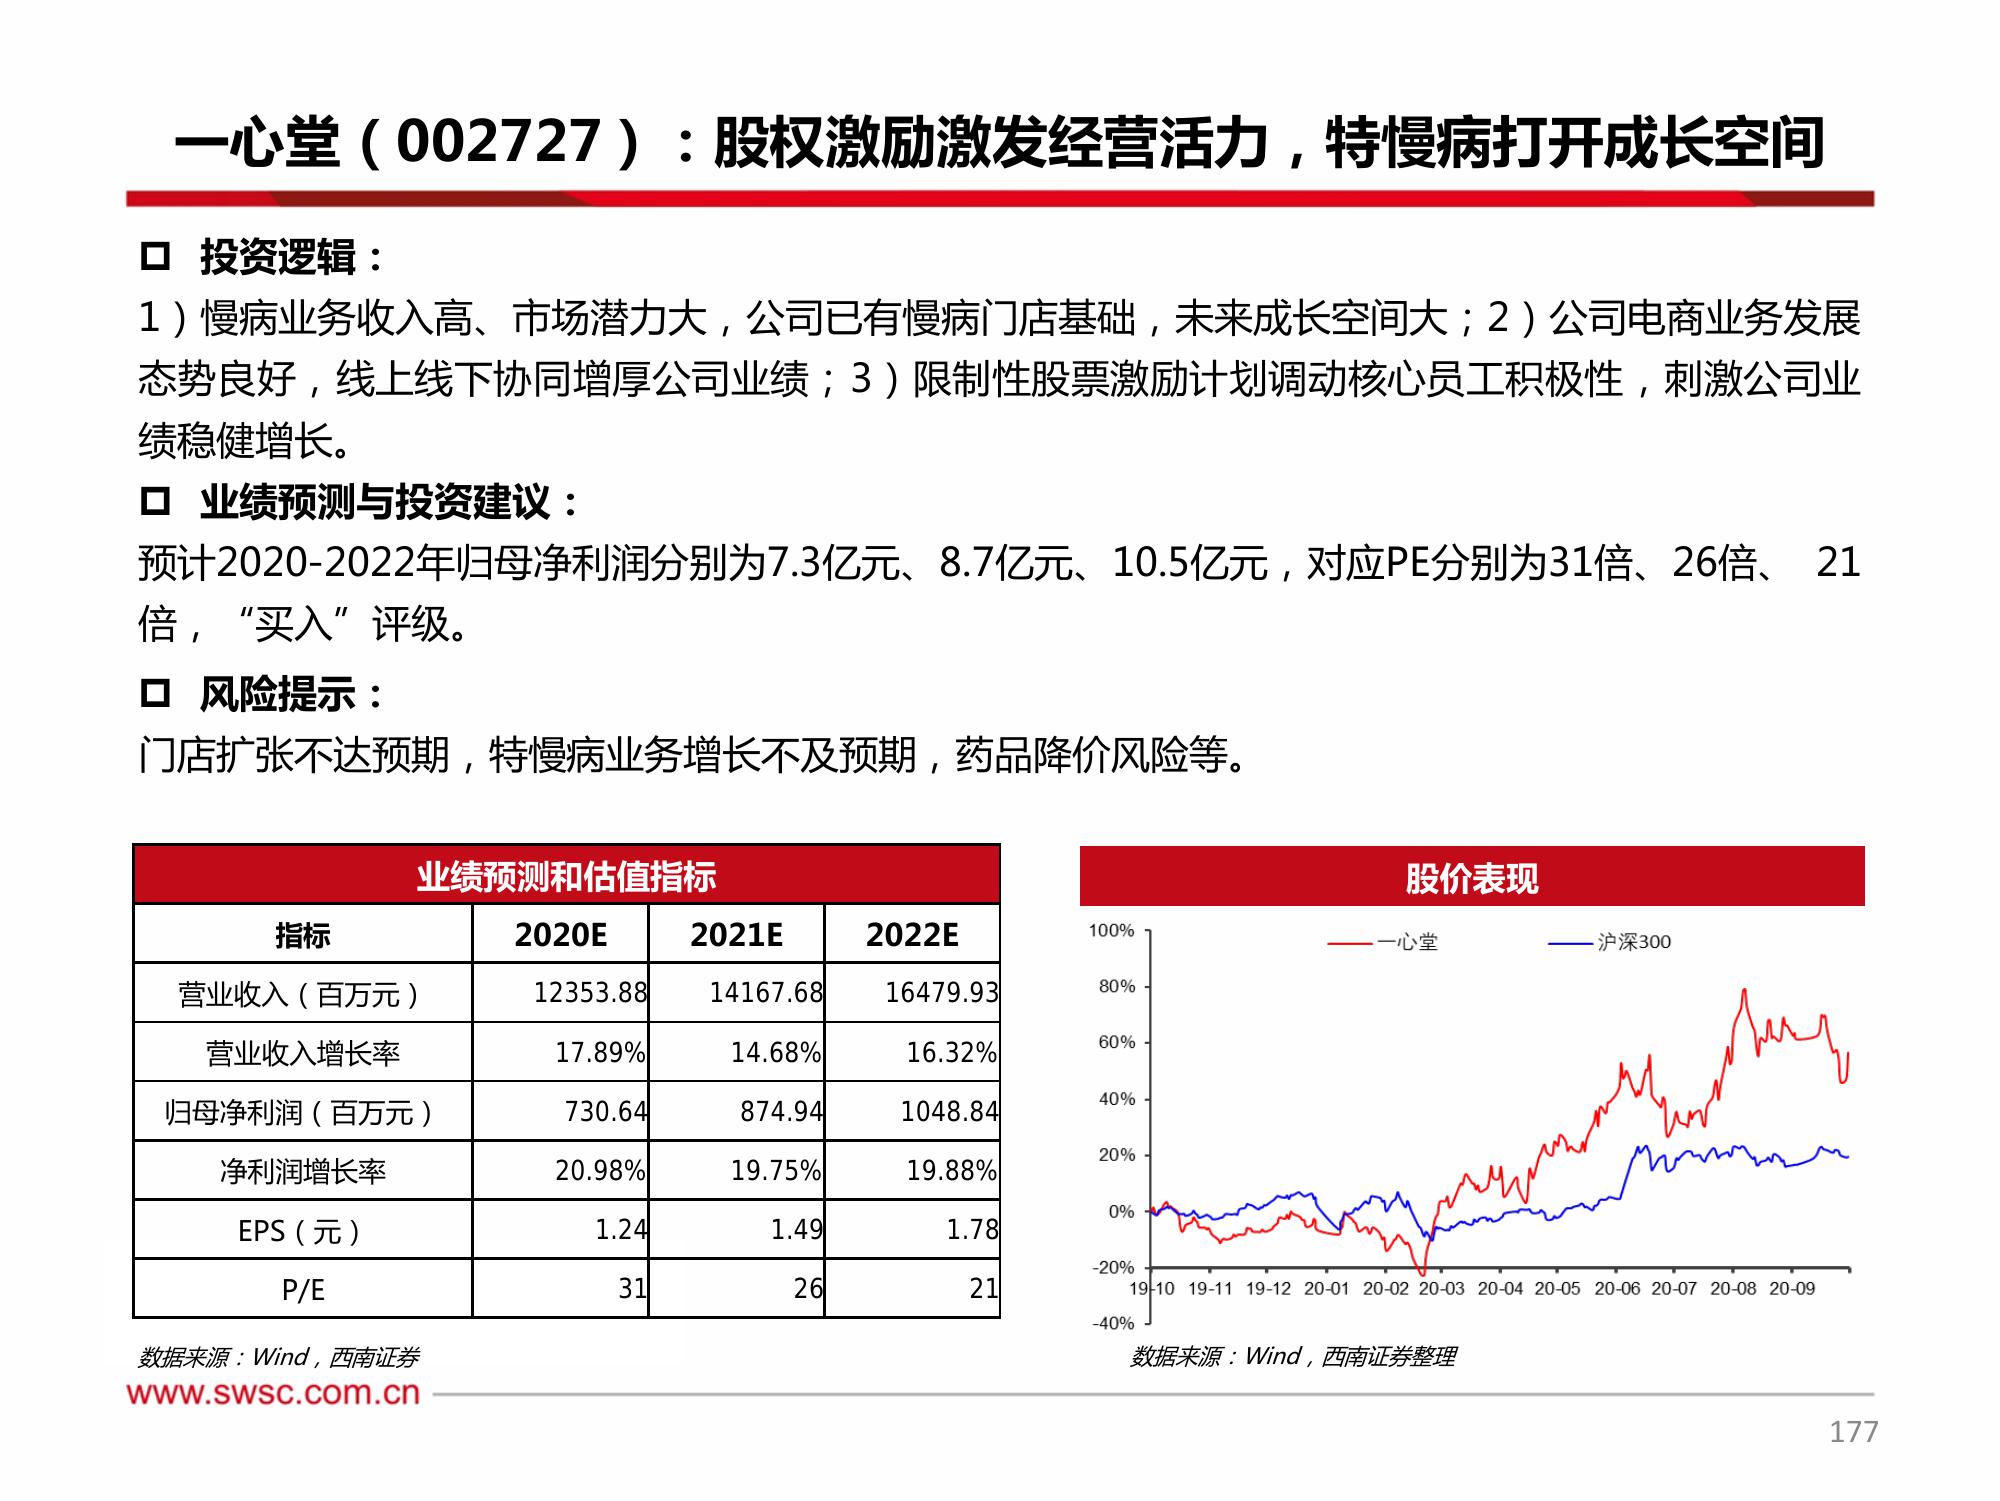 一心堂（002727）：股权激励激发经营活力，特慢病打开成长空间
投资逻辑：
1）慢病业务收入高、市场潜力大，公司已有慢病门店基础，未来成长空间大；2）公司电商业务发展
态势良好，线上线下协同增厚公司业绩；3）限制性股票激励计划调动核心员工积极性，刺激公司业
绩稳健增长。
业绩预测与投资建议：
预计2020-2022年归母净利润分别为7.3亿元、8.7亿元、10.5亿元，对应PE分别为31倍、26倍、 21
倍，“买入”评级。
风险提示：
门店扩张不达预期，特慢病业务增长不及预期，药品降价风险等。
业绩预测和估值指标
指标 2020E 2021E 2022E
营业收入（百万元） 12353.88 14167.68 16479.93
营业收入增长率 17.89% 14.68% 16.32%
归母净利润（百万元） 730.64 874.94 1048.84
净利润增长率 20.98% 19.75% 19.88%
EPS（元） 1.24 1.49 1.78
P/E 31 26 21
数据来源：Wind，西南证券
股价表现
一心堂 沪深300
100%
80%
60%
40%
20%
0%
-20%
-40%
19-10 19-11 19-12 20-01 20-02 20-03 20-04 20-05 20-06 20-07 20-08 20-09
数据来源：Wind，西南证券整理
www.swsc.com.cn
177